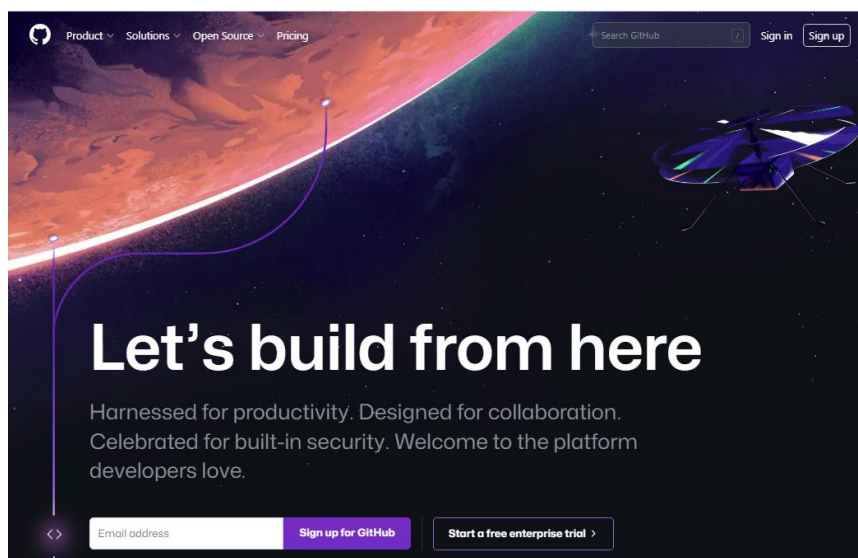 Product Solutions Open Source Pricing Search GitHub / Sign in Sign up
Let's build from here
Harnessed for productivity. Designed for collaboration.
Celebrated for built-in security. Welcome to the platform
developers love.
<> Email address Sign up for GitHub Start a free enterprise trial >